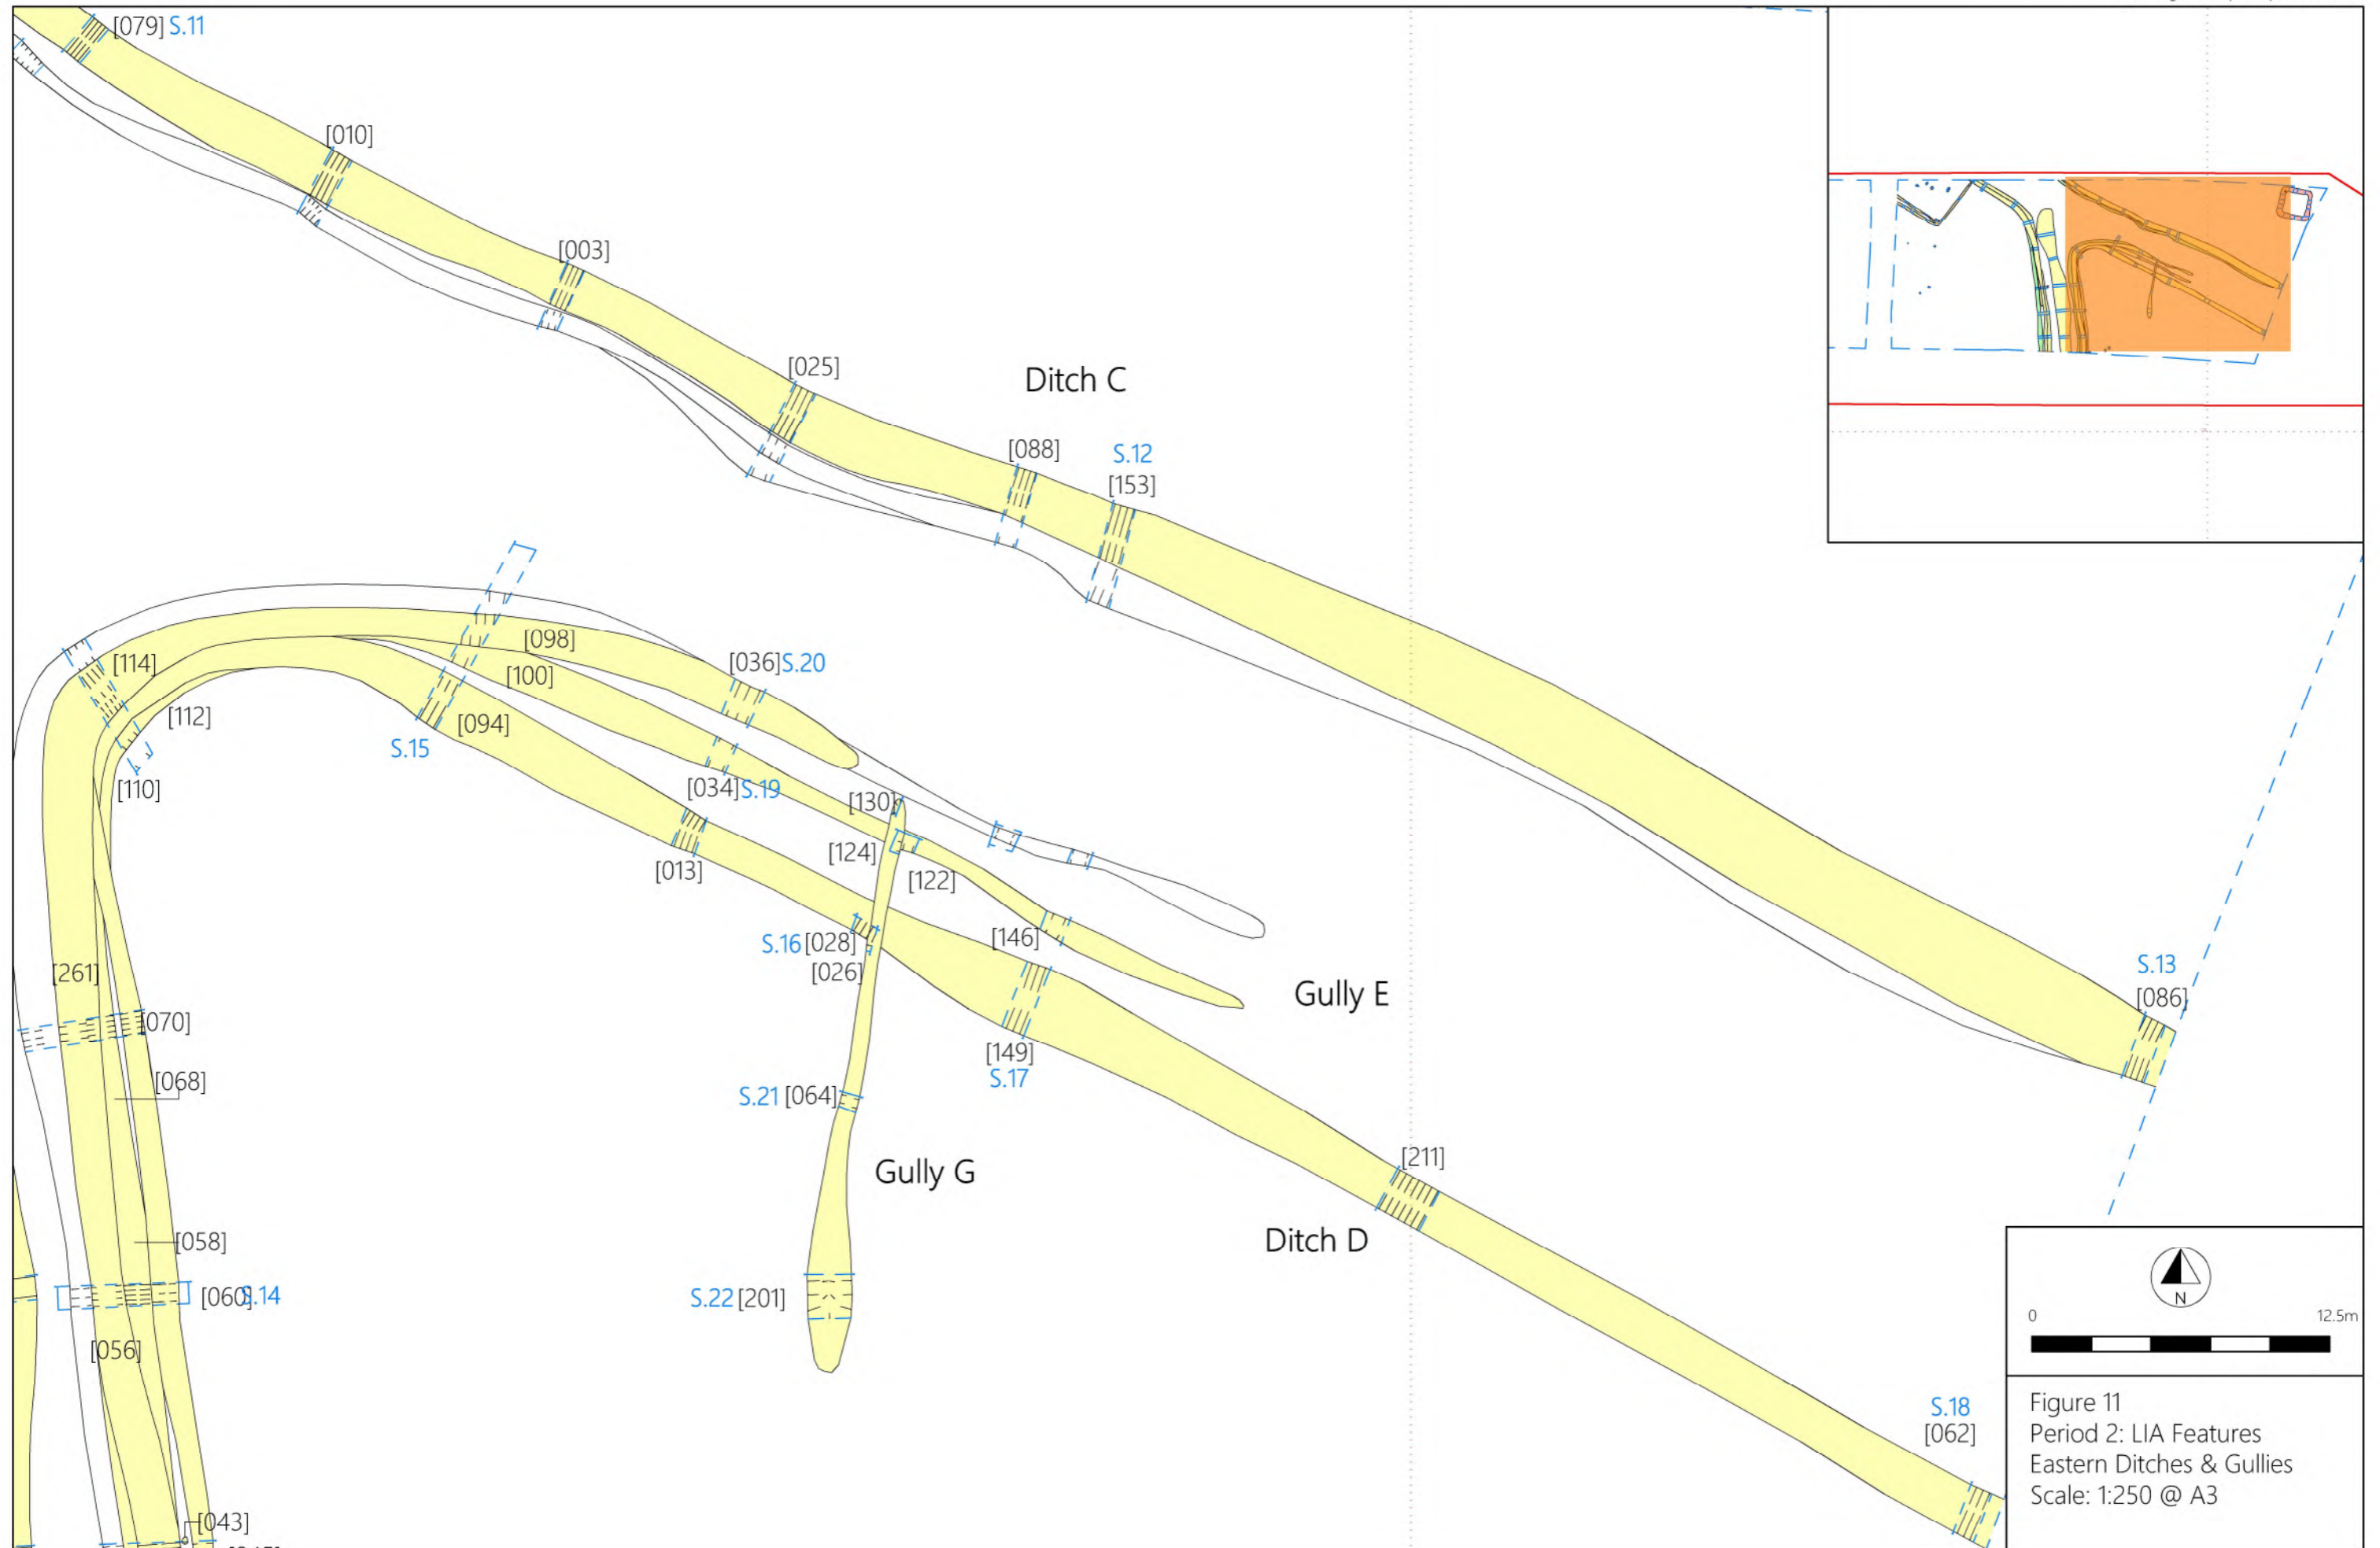 [079] S.11
[010]
[003]
[025]
Ditch C
[088]
S.12
[153]
[098]
[114]
[100]
[036] S.20
[112]
[094]
S.15
[110]
[034] S.19
[130]
[124]
[122]
[013]
[146]
S.16 [028]
[026]
[261]
S.13
[086]
Gully E
[070]
[149]
S.17
[068]
S.21 [064]
[211]
Gully G
[058]
Ditch D
[060] S.14
S.22 [201]
[056]
S.18
[062]
[043]
N
0 12.5m
Figure 11
Period 2: LIA Features
Eastern Ditches & Gullies
Scale: 1:250 @ A3